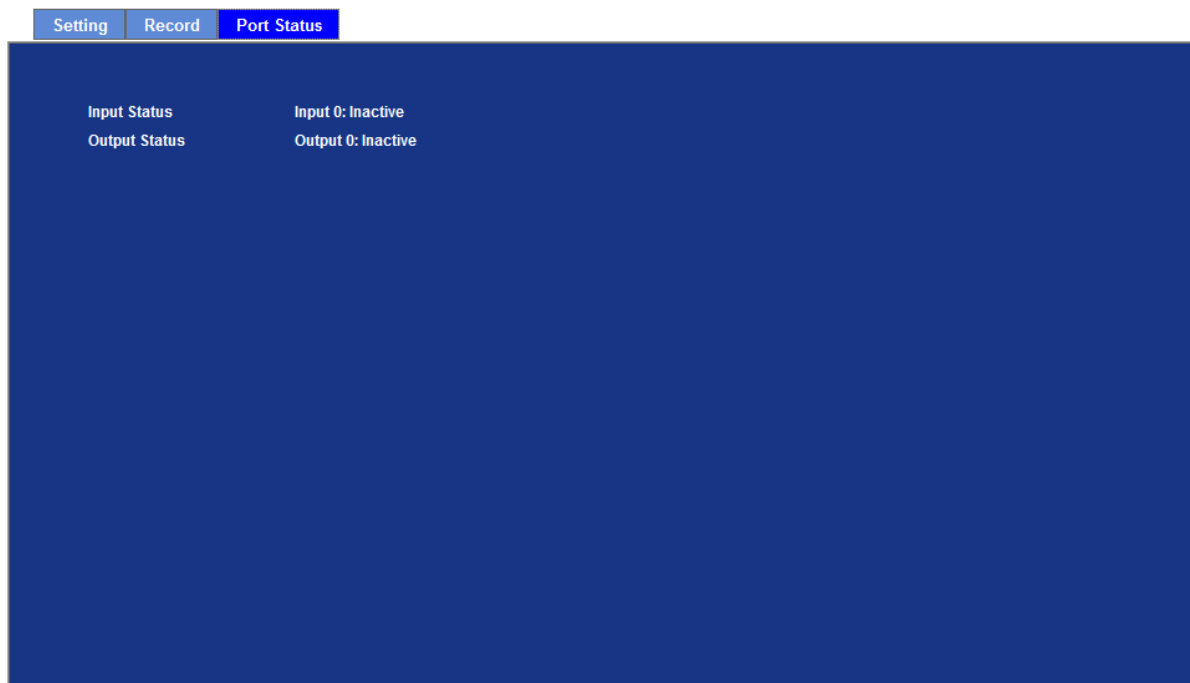 Setting Record Port Status
Input Status Input 0: Inactive
Output Status Output 0: Inactive